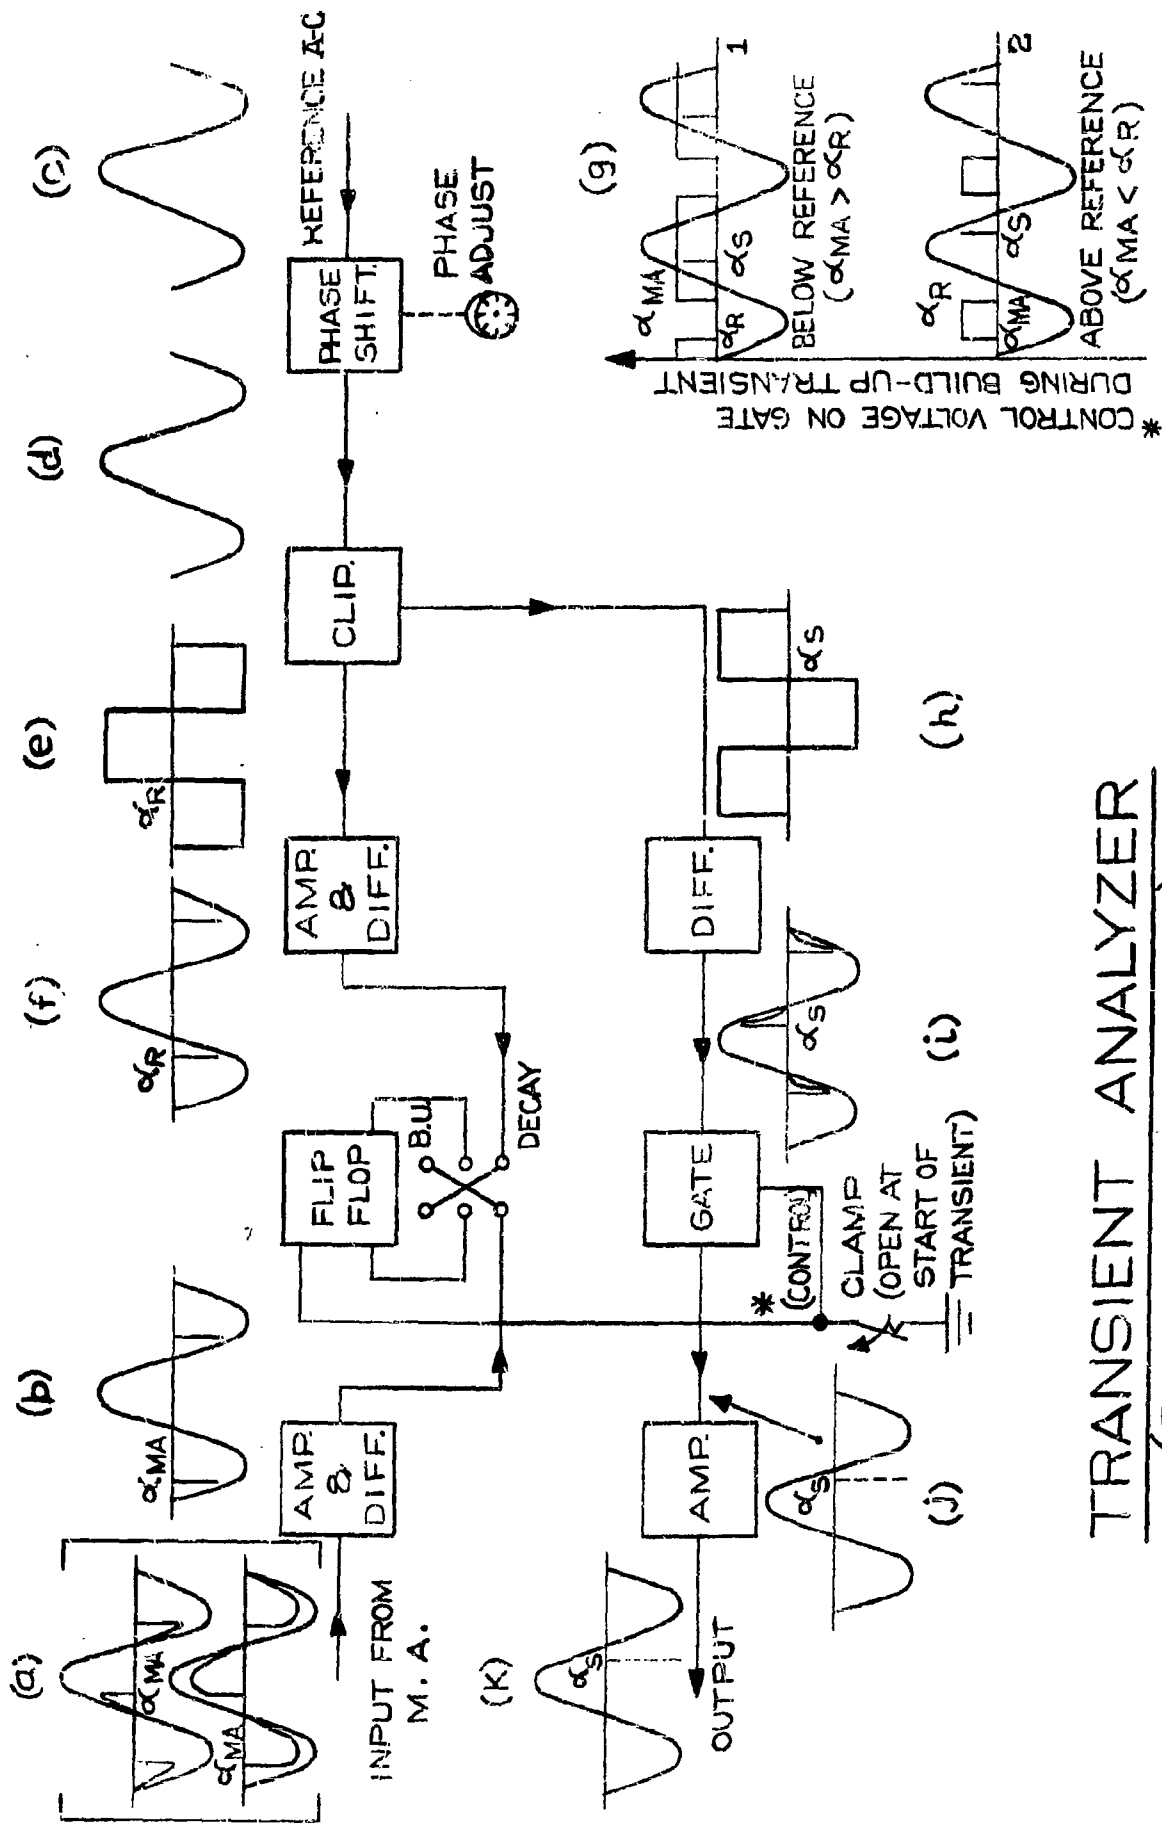 (a)
αMA
αMA
INPUT FROM
M. A.
AMP.
&
DIFF.
(b)
αMA
FLIP
FLOP
B.U.
DECAY
(f)
αR
AMP.
&
DIFF.
(e)
αR
CLIP.
(d)
PHASE
SHIFT.
(c)
REFERENCE A-C
PHASE
ADJUST
(K)
αS
OUTPUT
AMP.
(j)
αS
*
(CONTROL)
CLAMP
(OPEN AT
START OF
TRANSIENT)
GATE
(i)
αS
DIFF.
(h)
αS
(g)
* CONTROL VOLTAGE ON GATE
DURING BUILD-UP TRANSIENT
αMA
αR
αS
1
BELOW REFERENCE
(αMA > αR)
αR
αMA
αS
2
ABOVE REFERENCE
(αMA < αR)
TRANSIENT ANALYZER